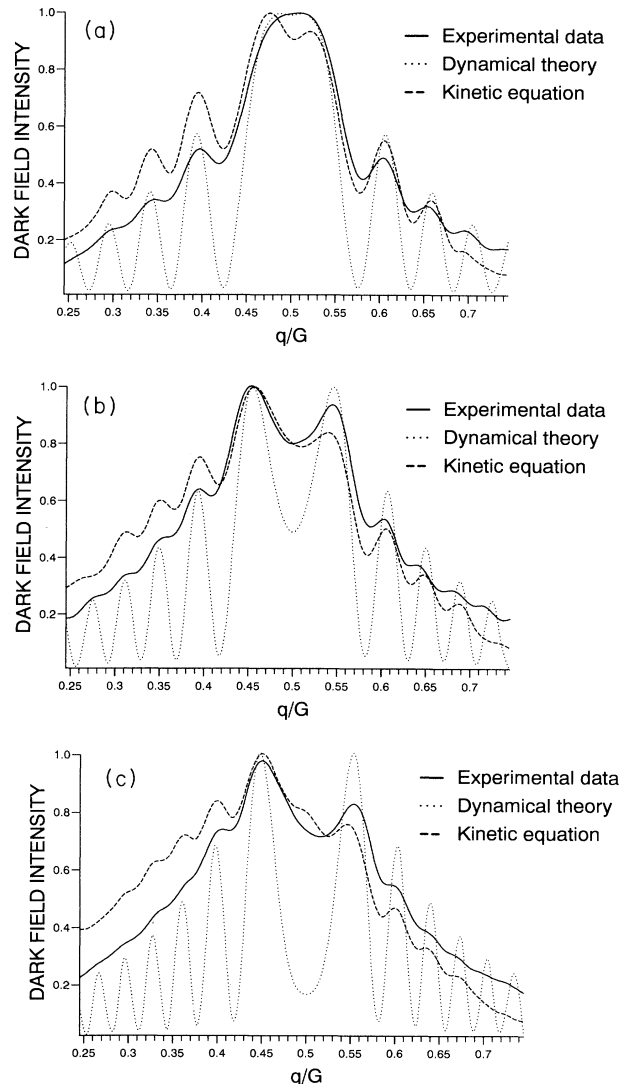 (a)
Experimental data
Dynamical theory
Kinetic equation
DARK FIELD INTENSITY
1.0
0.8
0.6
0.4
0.2
0.25 0.3 0.35 0.4 0.45 0.5 0.55 0.6 0.65 0.7
q/G
(b)
Experimental data
Dynamical theory
Kinetic equation
DARK FIELD INTENSITY
1.0
0.8
0.6
0.4
0.2
0.25 0.3 0.35 0.4 0.45 0.5 0.55 0.6 0.65 0.7
q/G
(c)
Experimental data
Dynamical theory
Kinetic equation
DARK FIELD INTENSITY
1.0
0.8
0.6
0.4
0.2
0.25 0.3 0.35 0.4 0.45 0.5 0.55 0.6 0.65 0.7
q/G